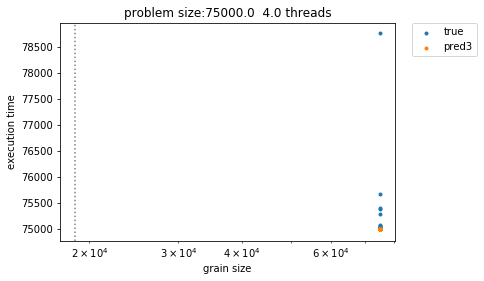 problem size:75000.0  4.0 threads
true
pred3
execution time
78500
78000
77500
77000
76500
76000
75500
75000
2 × 10⁴
3 × 10⁴
4 × 10⁴
6 × 10⁴
grain size